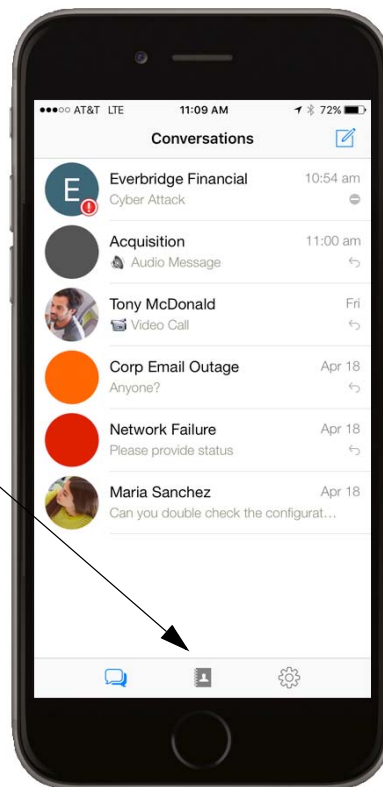 AT&T LTE 11:09 AM 72%
Conversations
E
Everbridge Financial 10:54 am
Cyber Attack
Acquisition 11:00 am
Audio Message
Tony McDonald Fri
Video Call
Corp Email Outage Apr 18
Anyone?
Network Failure Apr 18
Please provide status
Maria Sanchez Apr 18
Can you double check the configurat…